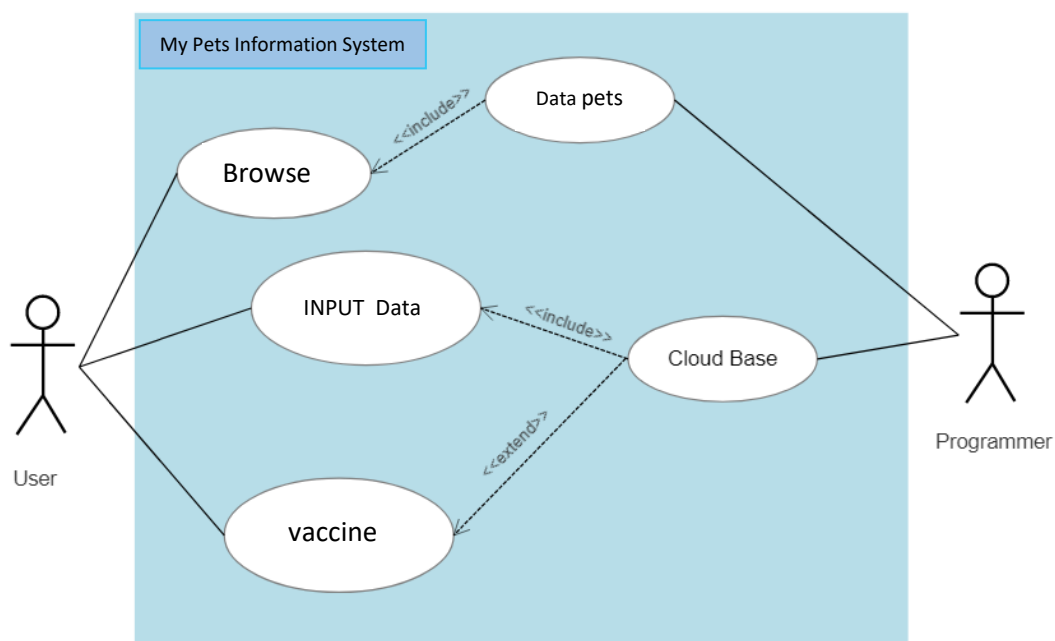 My Pets Information System
Data pets
<<include>>
Browse
INPUT Data
<<include>>
Cloud Base
<<extend>>
vaccine
User
Programmer